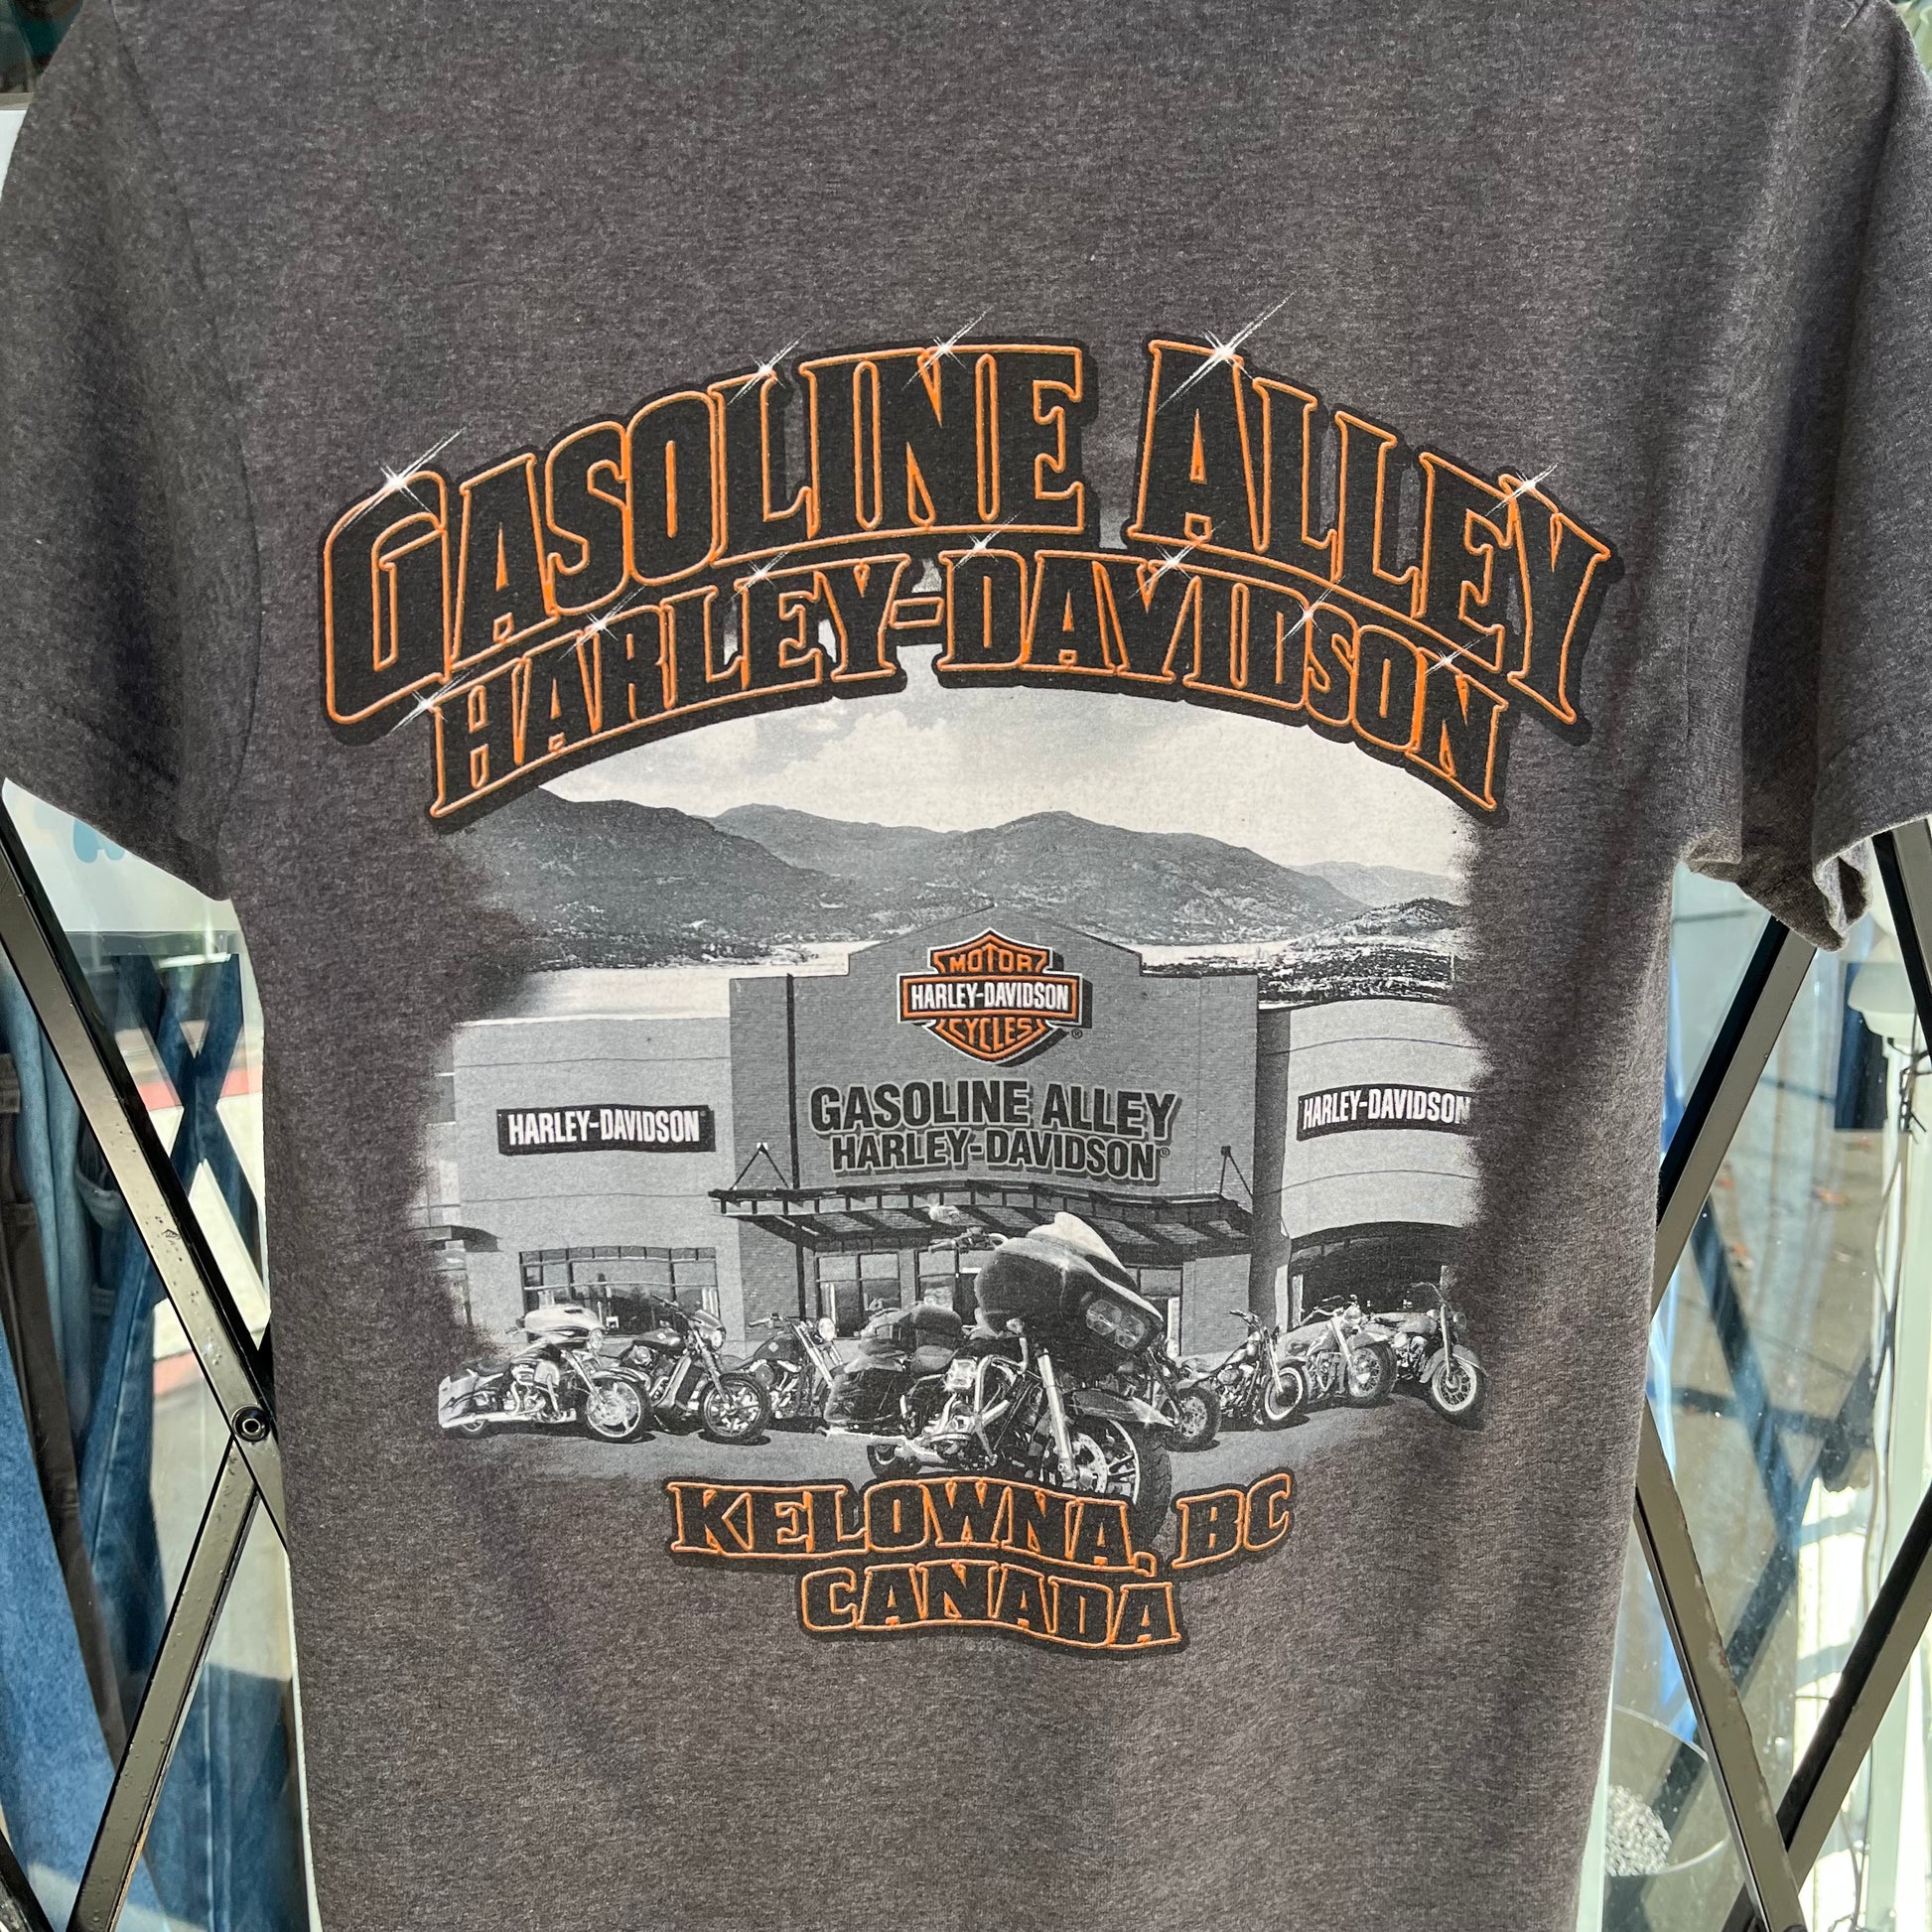 GASOLINE ALLEY
HARLEY-DAVIDSON
MOTOR
HARLEY-DAVIDSON
CYCLES
®
GASOLINE ALLEY
HARLEY-DAVIDSON®
HARLEY-DAVIDSON
HARLEY-DAVIDSON
KELOWNA, BC
CANADA